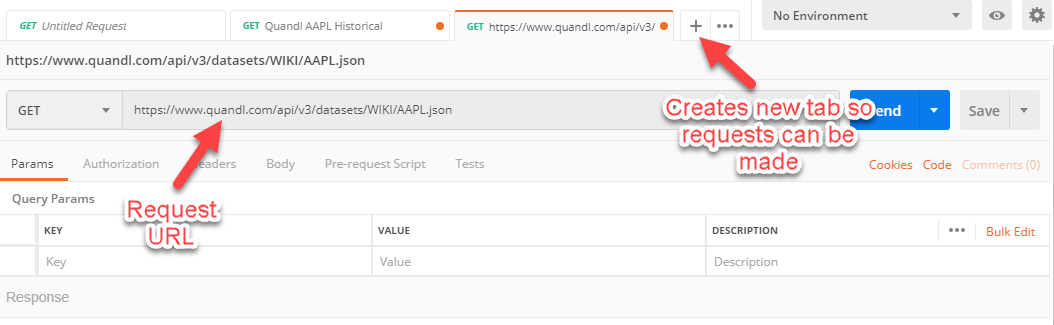 GET Untitled Request GET Quandl AAPL Historical GET https://www.quandl.com/api/v3/ + ••• No Environment
https://www.quandl.com/api/v3/datasets/WIKI/AAPL.json
GET https://www.quandl.com/api/v3/datasets/WIKI/AAPL.json Save
Creates new tab so
requests can be
made
Params Authorization Body Pre-request Script Tests Cookies Code Comments (0)
Request
URL
Query Params
KEY VALUE DESCRIPTION ••• Bulk Edit
Key Value Description
Response